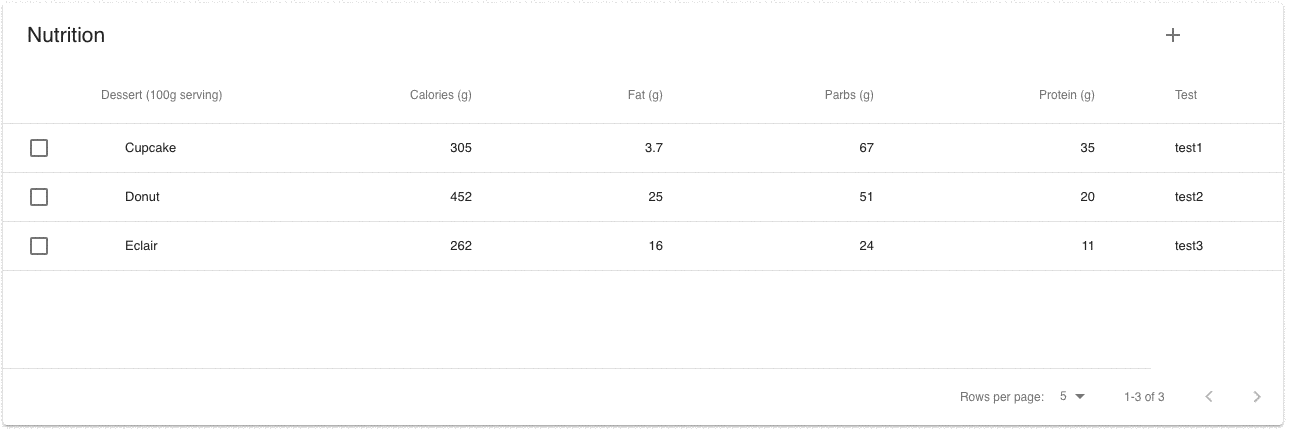 Nutrition
Dessert (100g serving) Calories (g) Fat (g) Parbs (g) Protein (g) Test
Cupcake 305 3.7 67 35 test1
Donut 452 25 51 20 test2
Eclair 262 16 24 11 test3
Rows per page: 5 1-3 of 3